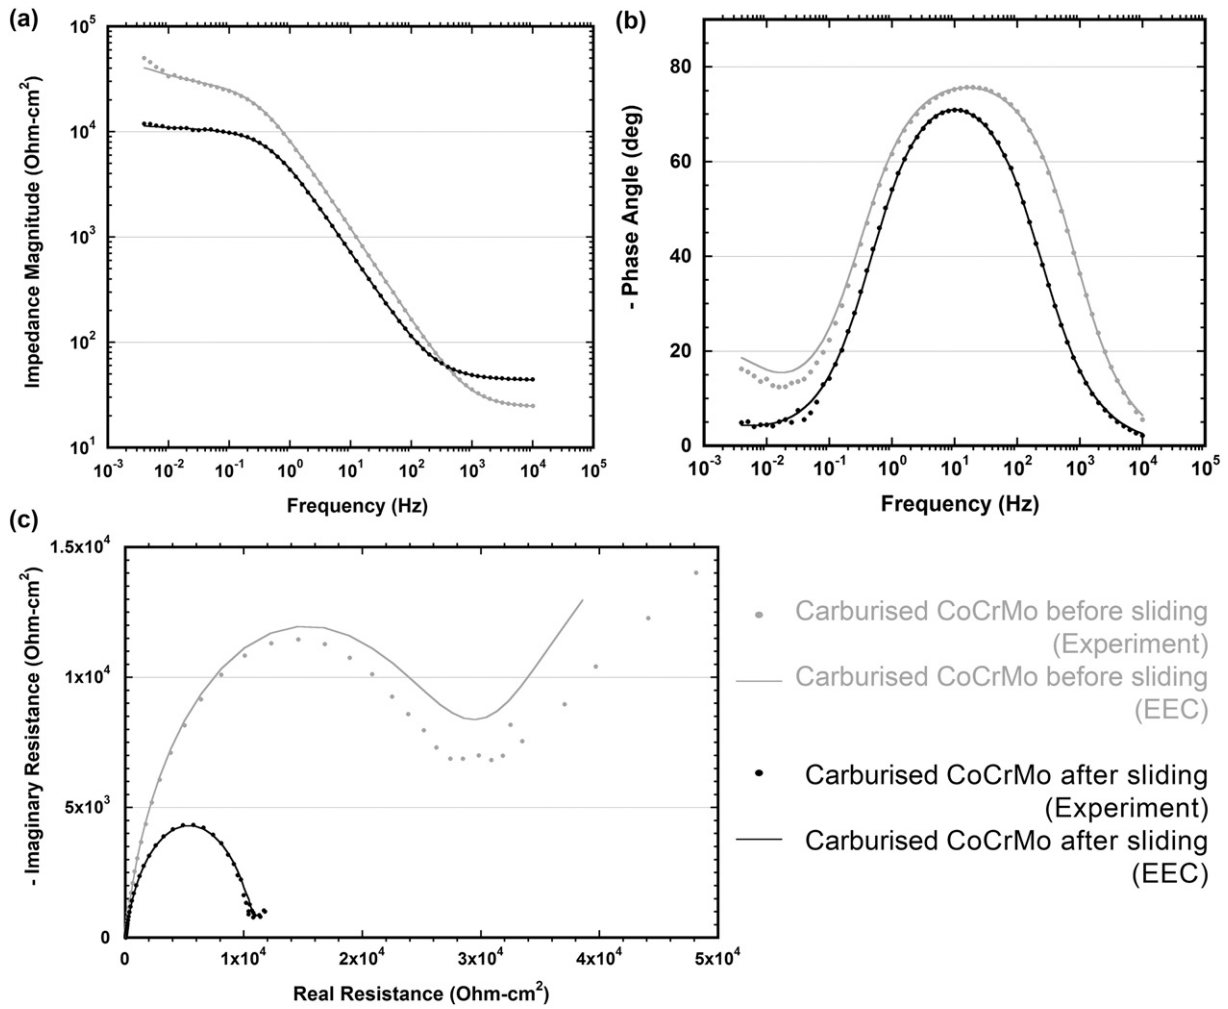 (a)
10^5
10^4
10^3
10^2
10^1
Impedance Magnitude (Ohm-cm^2)
10^-3 10^-2 10^-1 10^0 10^1 10^2 10^3 10^4 10^5
Frequency (Hz)
(b)
80
60
40
20
0
- Phase Angle (deg)
10^-3 10^-2 10^-1 10^0 10^1 10^2 10^3 10^4 10^5
Frequency (Hz)
(c)
1.5x10^4
1x10^4
5x10^3
0
- Imaginary Resistance (Ohm-cm^2)
0 1x10^4 2x10^4 3x10^4 4x10^4 5x10^4
Real Resistance (Ohm-cm^2)
Carburised CoCrMo before sliding
(Experiment)
Carburised CoCrMo before sliding
(EEC)
Carburised CoCrMo after sliding
(Experiment)
Carburised CoCrMo after sliding
(EEC)